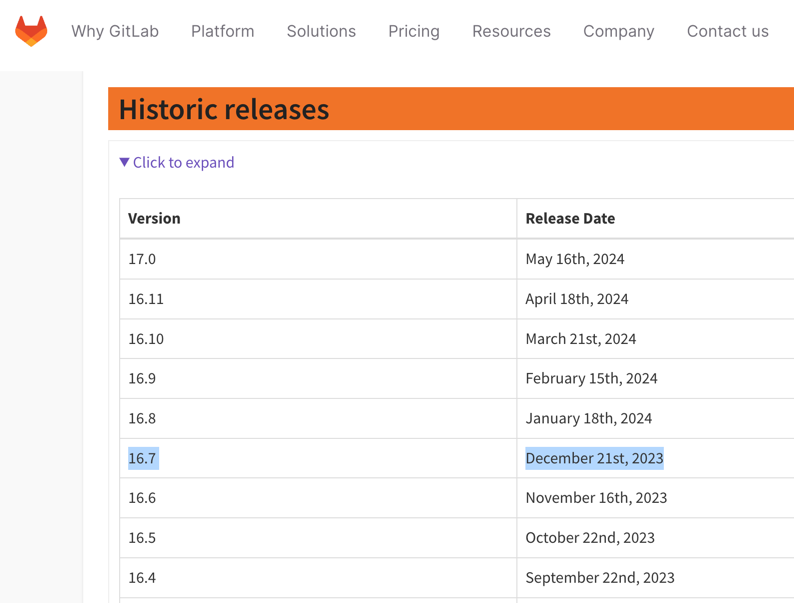 Why GitLab Platform Solutions Pricing Resources Company Contact us
Historic releases
▼ Click to expand
Version Release Date
17.0 May 16th, 2024
16.11 April 18th, 2024
16.10 March 21st, 2024
16.9 February 15th, 2024
16.8 January 18th, 2024
16.7 December 21st, 2023
16.6 November 16th, 2023
16.5 October 22nd, 2023
16.4 September 22nd, 2023